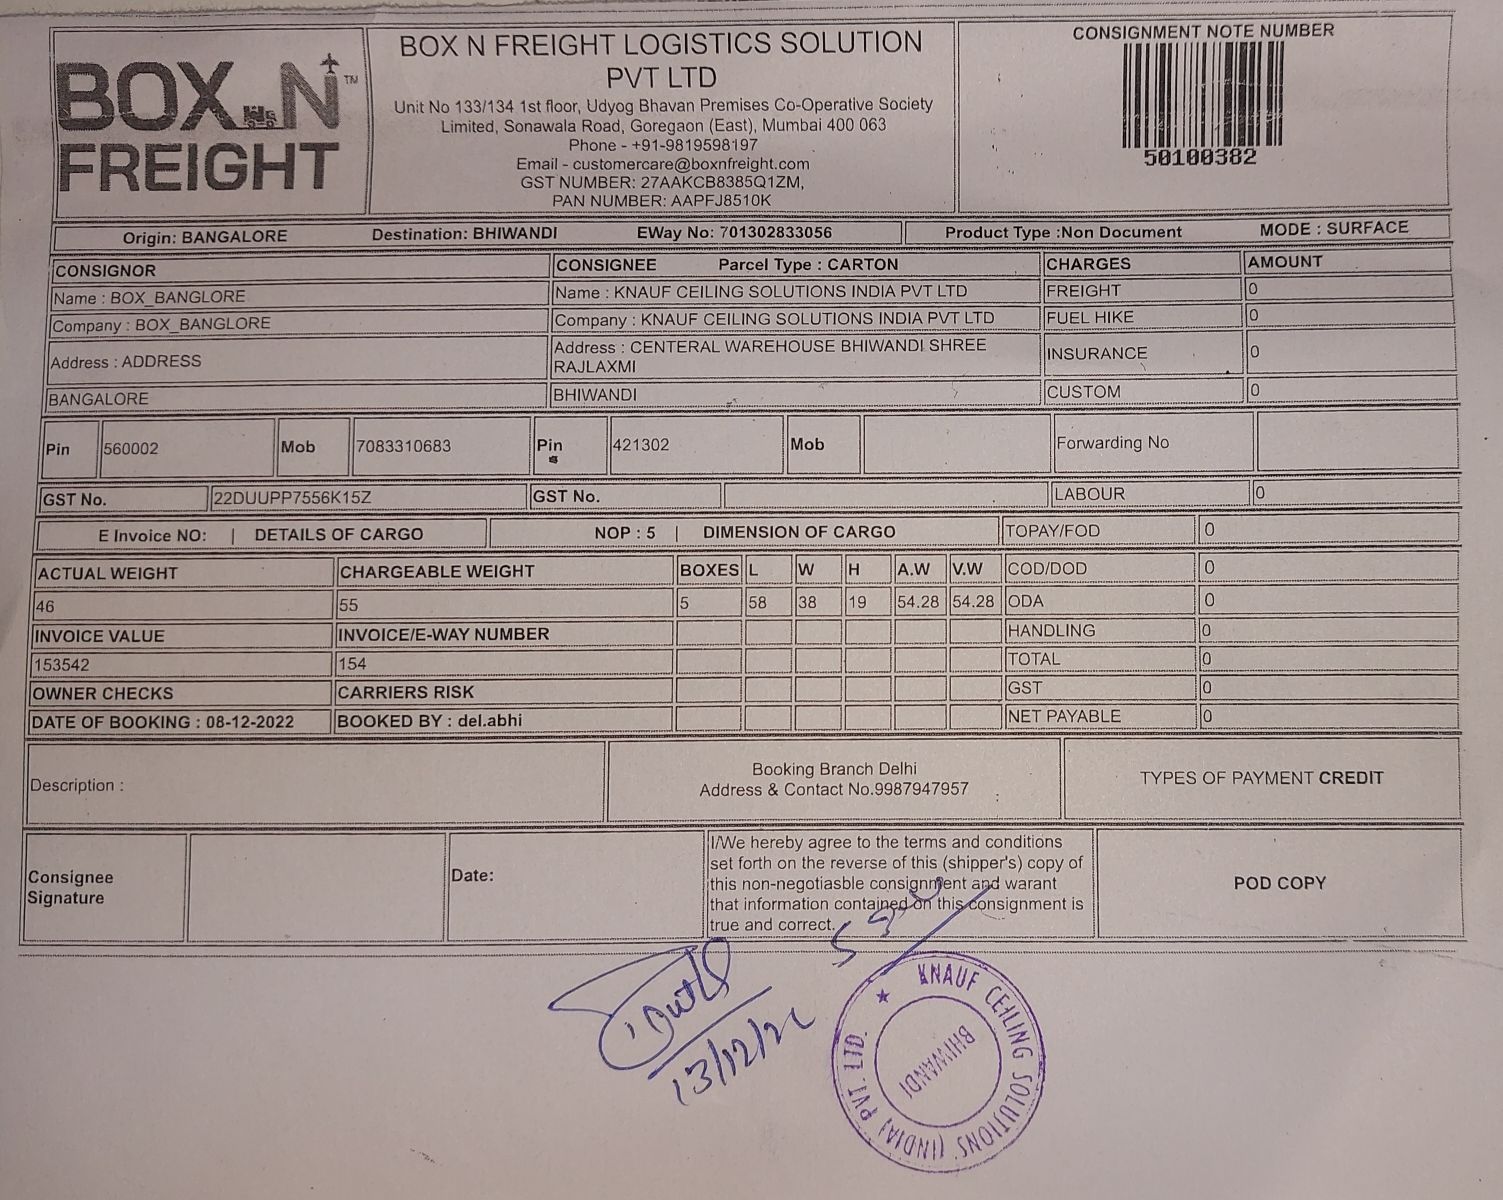 BOX N FREIGHT ™
BOX N FREIGHT LOGISTICS SOLUTION
PVT LTD
Unit No 133/134 1st floor, Udyog Bhavan Premises Co-Operative Society
Limited, Sonawala Road, Goregaon (East), Mumbai 400 063
Phone - +91-9819598197
Email - customercare@boxnfreight.com
GST NUMBER: 27AAKCB8385Q1ZM,
PAN NUMBER: AAPFJ8510K
CONSIGNMENT NOTE NUMBER
50100382
Origin: BANGALORE Destination: BHIWANDI EWay No: 701302833056 Product Type :Non Document MODE : SURFACE
CONSIGNOR CONSIGNEE Parcel Type : CARTON CHARGES AMOUNT
Name : BOX_BANGLORE Name : KNAUF CEILING SOLUTIONS INDIA PVT LTD FREIGHT 0
Company : BOX_BANGLORE Company : KNAUF CEILING SOLUTIONS INDIA PVT LTD FUEL HIKE 0
Address : ADDRESS Address : CENTERAL WAREHOUSE BHIWANDI SHREE
RAJLAXMI INSURANCE 0
BANGALORE BHIWANDI CUSTOM 0
Pin 560002 Mob 7083310683 Pin 421302 Mob Forwarding No
GST No. 22DUUPP7556K15Z GST No. LABOUR 0
E Invoice NO: | DETAILS OF CARGO NOP : 5 | DIMENSION OF CARGO TOPAY/FOD 0
ACTUAL WEIGHT CHARGEABLE WEIGHT BOXES L W H A.W V.W COD/DOD 0
46 55 5 58 38 19 54.28 54.28 ODA 0
INVOICE VALUE INVOICE/E-WAY NUMBER HANDLING 0
153542 154 TOTAL 0
OWNER CHECKS CARRIERS RISK GST 0
DATE OF BOOKING : 08-12-2022 BOOKED BY : del.abhi NET PAYABLE 0
Description :
Booking Branch Delhi
Address & Contact No.9987947957
TYPES OF PAYMENT CREDIT
Consignee
Signature
Date:
I/We hereby agree to the terms and conditions
set forth on the reverse of this (shipper's) copy of
this non-negotiasble consignment and warant
that information contained on this consignment is
true and correct.
POD COPY
13/12/22
KNAUF CEILING SOLUTIONS (INDIA) PVT. LTD. ★
BHIWANDI